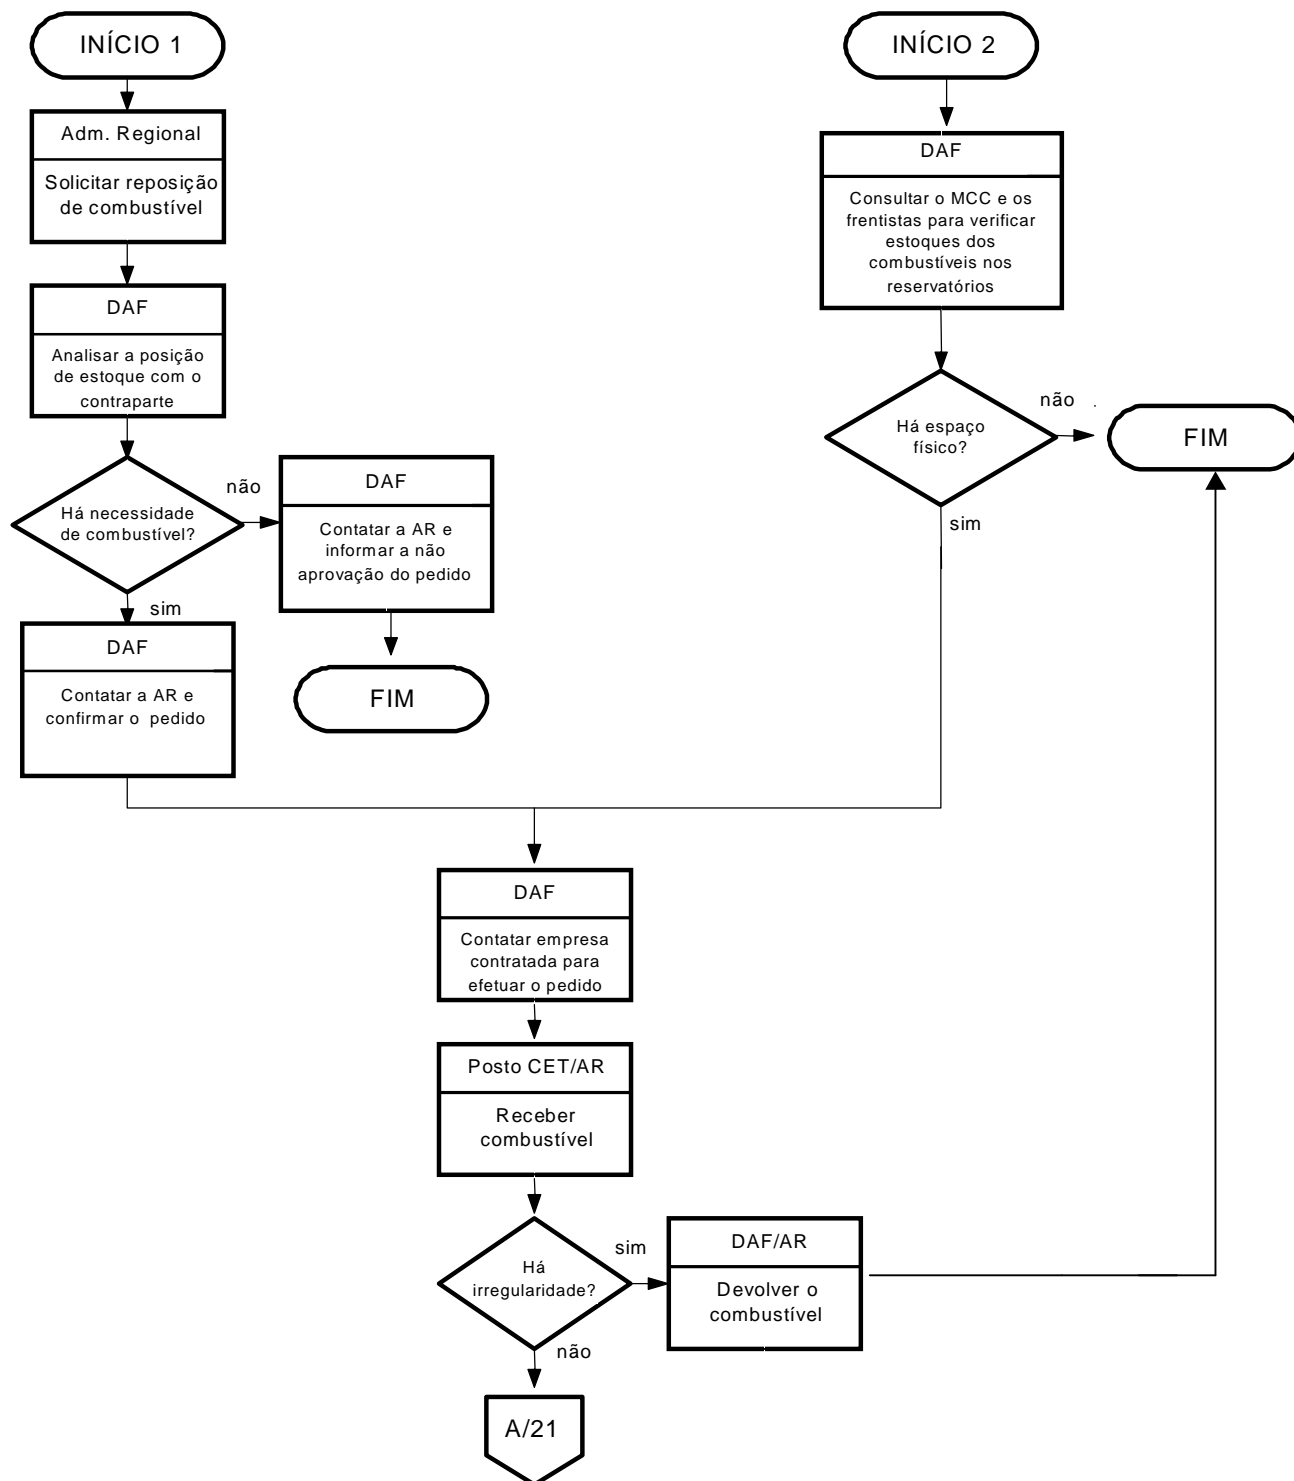 INÍCIO 1
Adm. Regional
Solicitar reposição
de combustível
DAF
Analisar a posição
de estoque com o
contraparte
Há necessidade
de combustível?
não
sim
DAF
Contatar a AR e
informar a não
aprovação do pedido
FIM
DAF
Contatar a AR e
confirmar o pedido
INÍCIO 2
DAF
Consultar o MCC e os
frentistas para verificar
estoques dos
combustíveis nos
reservatórios
Há espaço
físico?
não
FIM
sim
DAF
Contatar empresa
contratada para
efetuar o pedido
Posto CET/AR
Receber
combustível
Há
irregularidade?
sim
DAF/AR
Devolver o
combustível
não
A/21